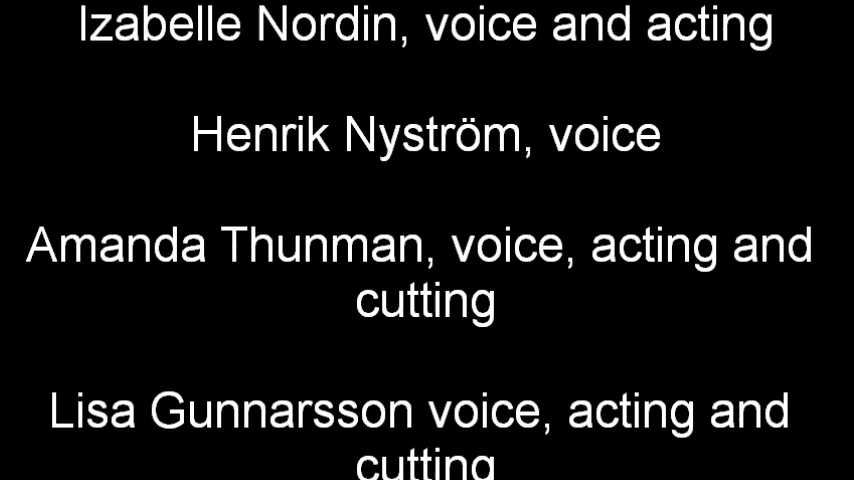 Izabelle Nordin, voice and acting
Henrik Nyström, voice
Amanda Thunman, voice, acting and
cutting
Lisa Gunnarsson voice, acting and
cutting